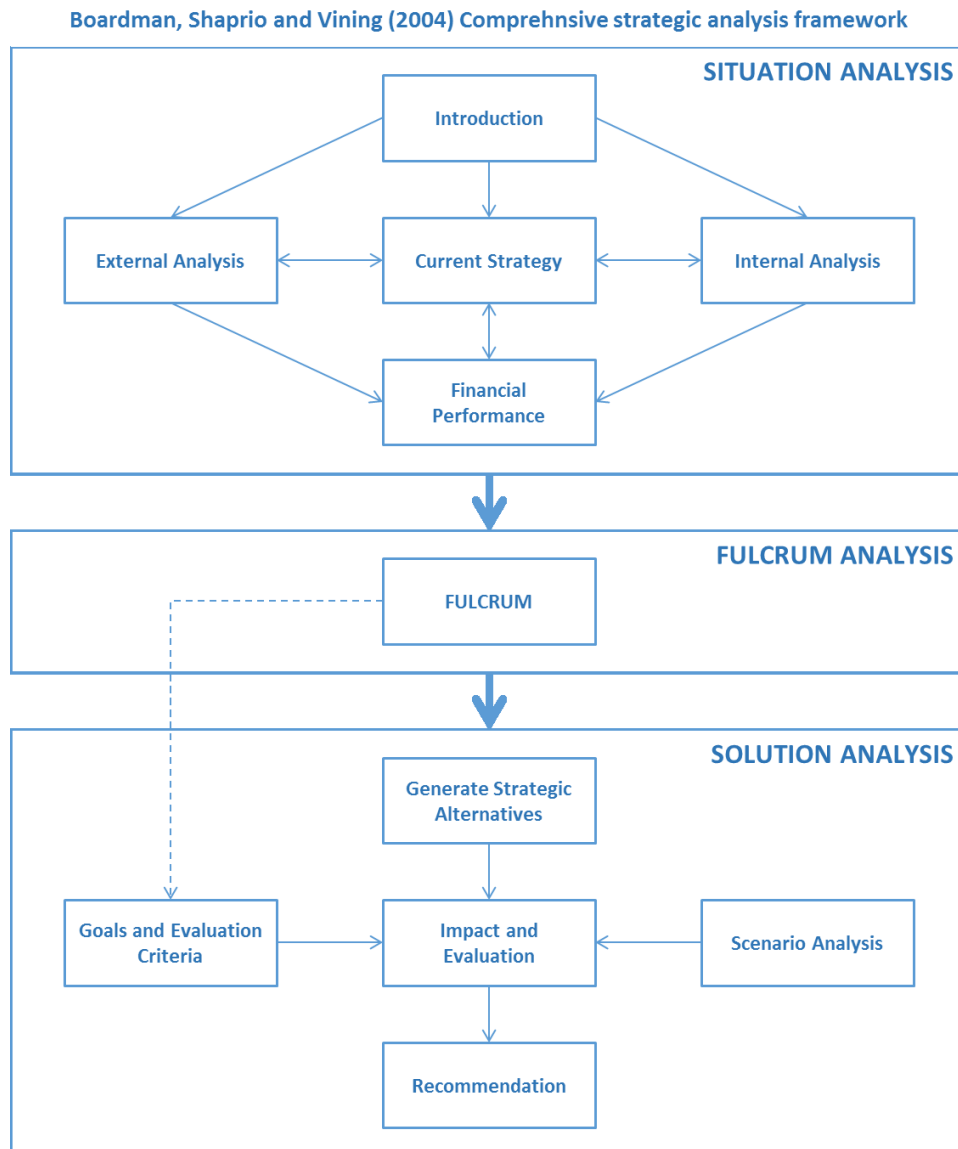 Boardman, Shaprio and Vining (2004) Comprehnsive strategic analysis framework
SITUATION ANALYSIS
Introduction
External Analysis
Current Strategy
Internal Analysis
Financial
Performance
FULCRUM ANALYSIS
FULCRUM
SOLUTION ANALYSIS
Generate Strategic
Alternatives
Goals and Evaluation
Criteria
Impact and
Evaluation
Scenario Analysis
Recommendation